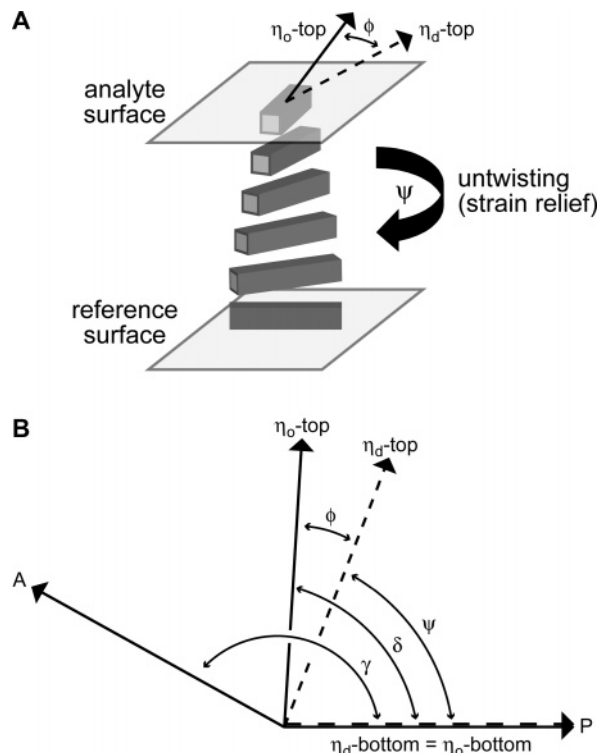 A
ηo-top
ϕ
ηd-top
analyte
surface
ψ
untwisting
(strain relief)
reference
surface
B
ηo-top
ηd-top
ϕ
A
ψ
δ
γ
P
ηd-bottom = ηo-bottom